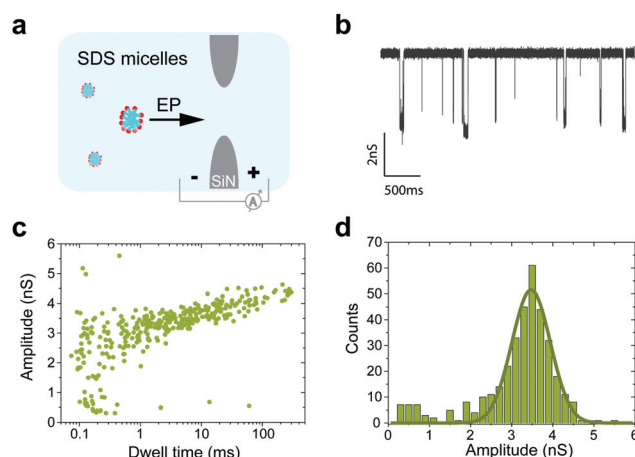 a
SDS micelles
EP
SiN
-
+
A
b
2nS
500ms
c
Amplitude (nS)
6
5
4
3
2
1
0
0.1
1
10
100
Dwell time (ms)
d
Counts
70
60
50
40
30
20
10
0
0
1
2
3
4
5
6
Amplitude (nS)